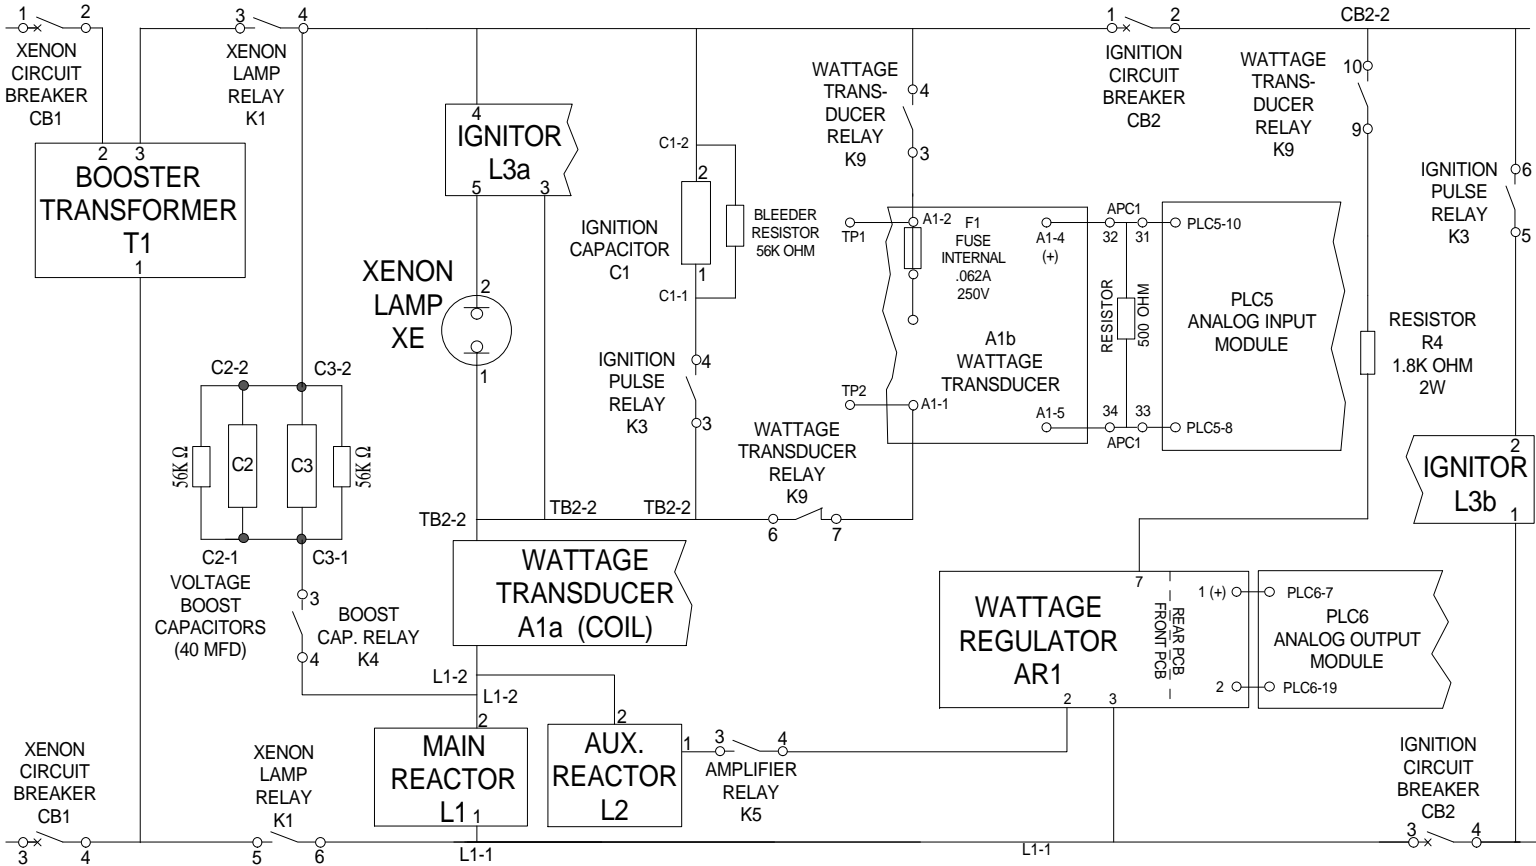 1
2
XENON
CIRCUIT
BREAKER
CB1
3
4
XENON
LAMP
RELAY
K1
2 3
BOOSTER
TRANSFORMER
T1
1
4
IGNITOR
L3a
5
3
XENON
LAMP
XE
2
1
C1-2
2
IGNITION
CAPACITOR
C1
1
C1-1
BLEEDER
RESISTOR
56K OHM
IGNITION
PULSE
RELAY
K3
4
3
WATTAGE
TRANS-
DUCER
RELAY
K9
4
3
1
2
IGNITION
CIRCUIT
BREAKER
CB2
CB2-2
WATTAGE
TRANS-
DUCER
RELAY
K9
10
9
IGNITION
PULSE
RELAY
K3
6
5
TP1
A1-2
F1
FUSE
INTERNAL
.062A
250V
A1-4
(+)
APC1
32
31
PLC5-10
RESISTOR
500 OHM
PLC5
ANALOG INPUT
MODULE
A1b
WATTAGE
TRANSDUCER
TP2
A1-1
A1-5
34
33
APC1
PLC5-8
RESISTOR
R4
1.8K OHM
2W
C2-2
C3-2
56K Ω
C2
C3
56K Ω
C2-1
C3-1
VOLTAGE
BOOST
CAPACITORS
(40 MFD)
3
4
BOOST
CAP. RELAY
K4
WATTAGE
TRANSDUCER
RELAY
K9
6
7
TB2-2
TB2-2
TB2-2
2
IGNITOR
L3b
1
WATTAGE
TRANSDUCER
A1a (COIL)
L1-2
L1-2
7
WATTAGE
REGULATOR
AR1
REAR PCB
FRONT PCB
1 (+)
PLC6-7
PLC6
ANALOG OUTPUT
MODULE
2
PLC6-19
2
3
2
MAIN
REACTOR
L1
1
2
AUX.
REACTOR
L2
1
3
4
AMPLIFIER
RELAY
K5
XENON
CIRCUIT
BREAKER
CB1
3
4
XENON
LAMP
RELAY
K1
5
6
L1-1
L1-1
IGNITION
CIRCUIT
BREAKER
CB2
3
4